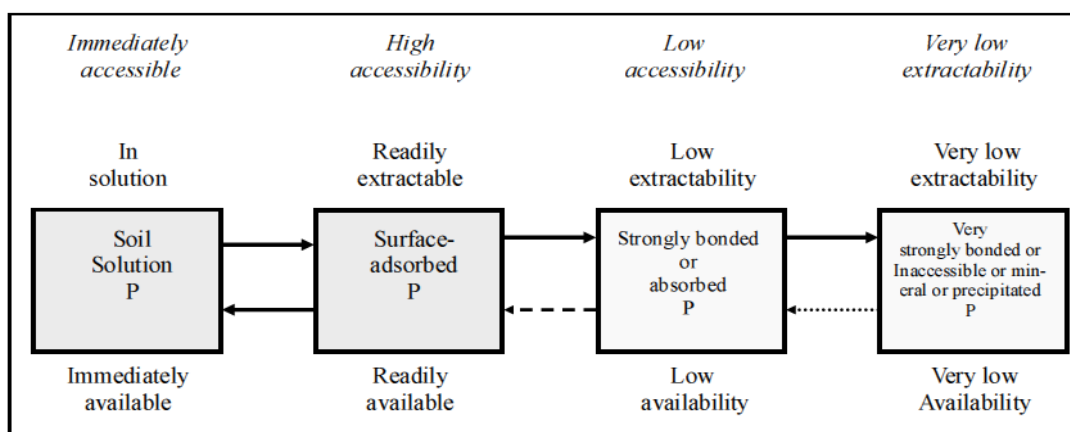 Immediately accessible
High accessibility
Low accessibility
Very low extractability
In solution
Readily extractable
Low extractability
Very low extractability
Soil
Solution
P
Surface-
adsorbed
P
Strongly bonded
or
absorbed
P
Very
strongly bonded or
Inaccessible or min-
eral or precipitated
P
Immediately available
Readily available
Low availability
Very low Availability